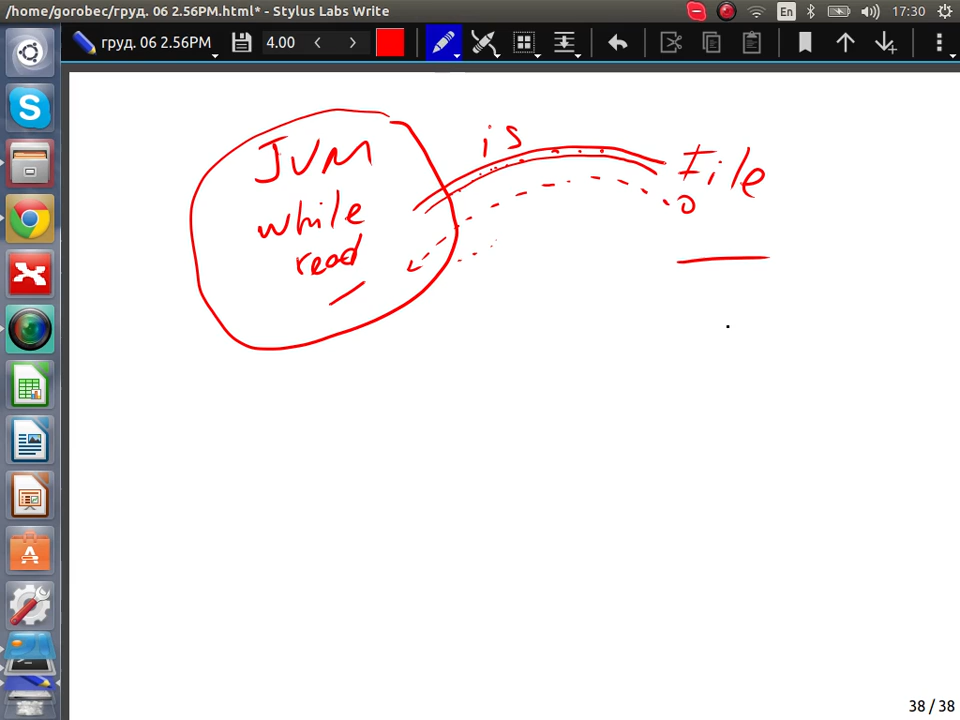 /home/gorobec/груд. 06 2.56PM.html* - Stylus Labs Write
En
17:30
груд. 06 2.56PM
4.00
is
JVM
File
while
read
38 / 38